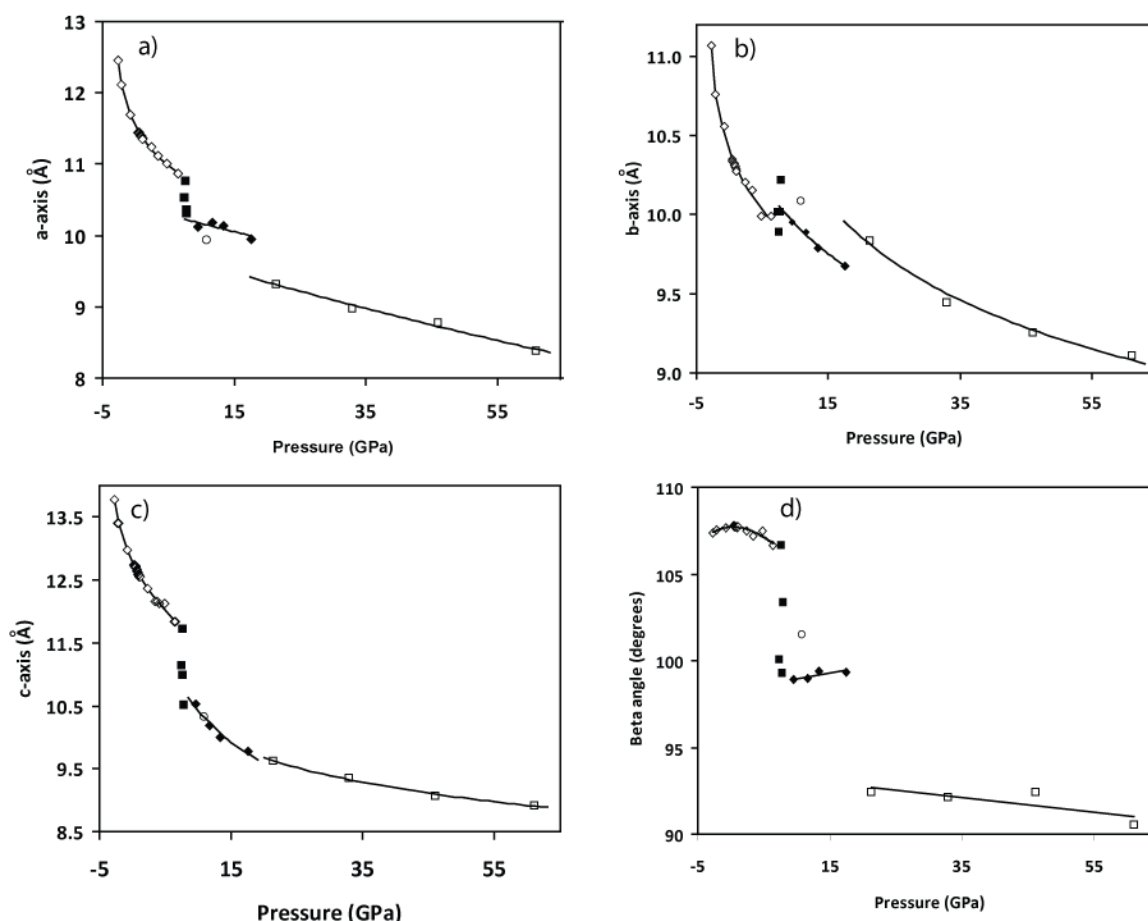 a)
13
12
11
10
9
8
a-axis (Å)
-5 15 35 55
Pressure (GPa)
b)
11.0
10.5
10.0
9.5
9.0
b-axis (Å)
-5 15 35 55
Pressure (GPa)
c)
13.5
12.5
11.5
10.5
9.5
8.5
c-axis (Å)
-5 15 35 55
Pressure (GPa)
d)
110
105
100
95
90
Beta angle (degrees)
-5 15 35 55
Pressure (GPa)